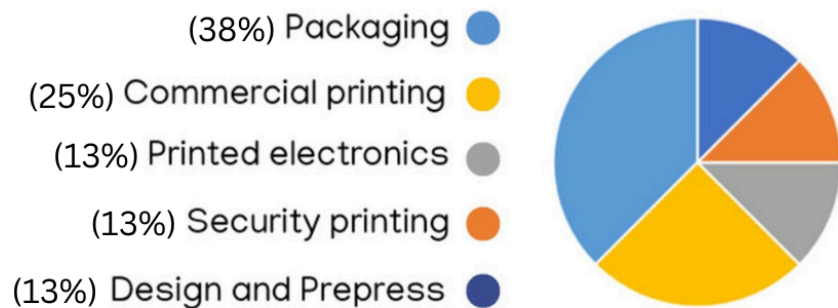 (38%) Packaging
(25%) Commercial printing
(13%) Printed electronics
(13%) Security printing
(13%) Design and Prepress